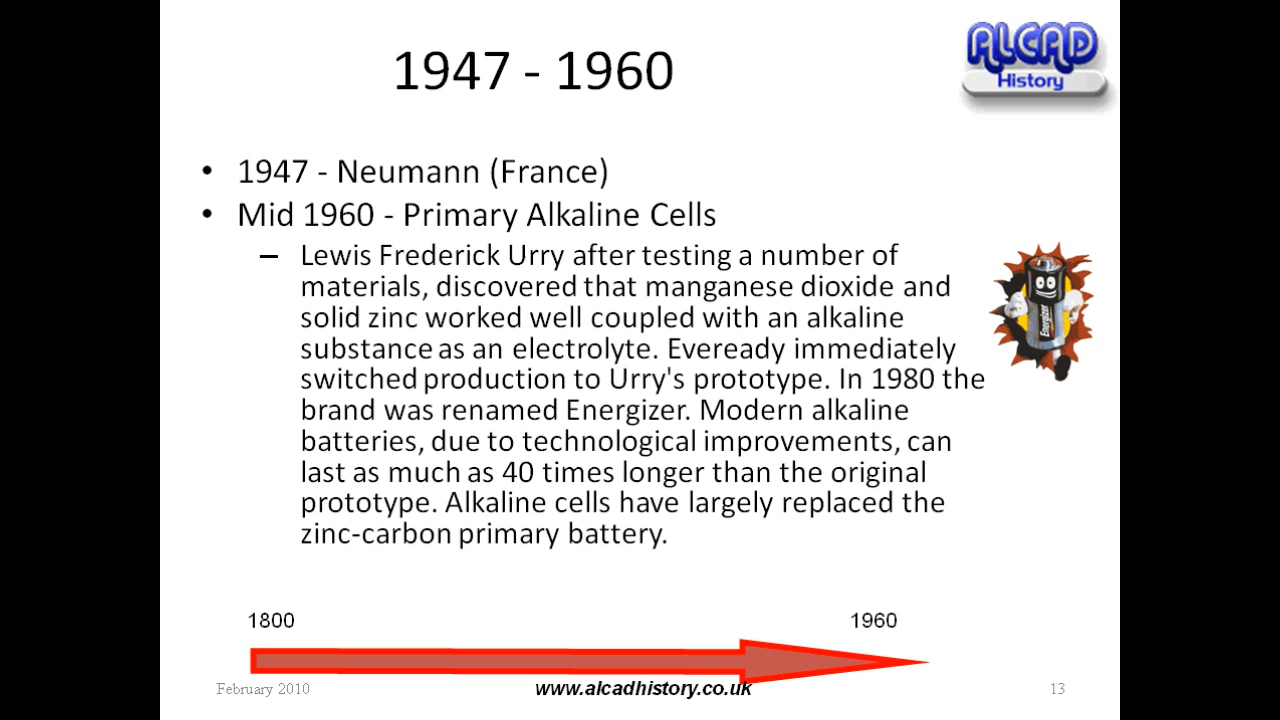 1947 - 1960
ALCAD
History
• 1947 - Neumann (France)
• Mid 1960 - Primary Alkaline Cells
– Lewis Frederick Urry after testing a number of
materials, discovered that manganese dioxide and
solid zinc worked well coupled with an alkaline
substance as an electrolyte. Eveready immediately
switched production to Urry's prototype. In 1980 the
brand was renamed Energizer. Modern alkaline
batteries, due to technological improvements, can
last as much as 40 times longer than the original
prototype. Alkaline cells have largely replaced the
zinc-carbon primary battery.
Energizer
1800
1960
February 2010
www.alcadhistory.co.uk
13